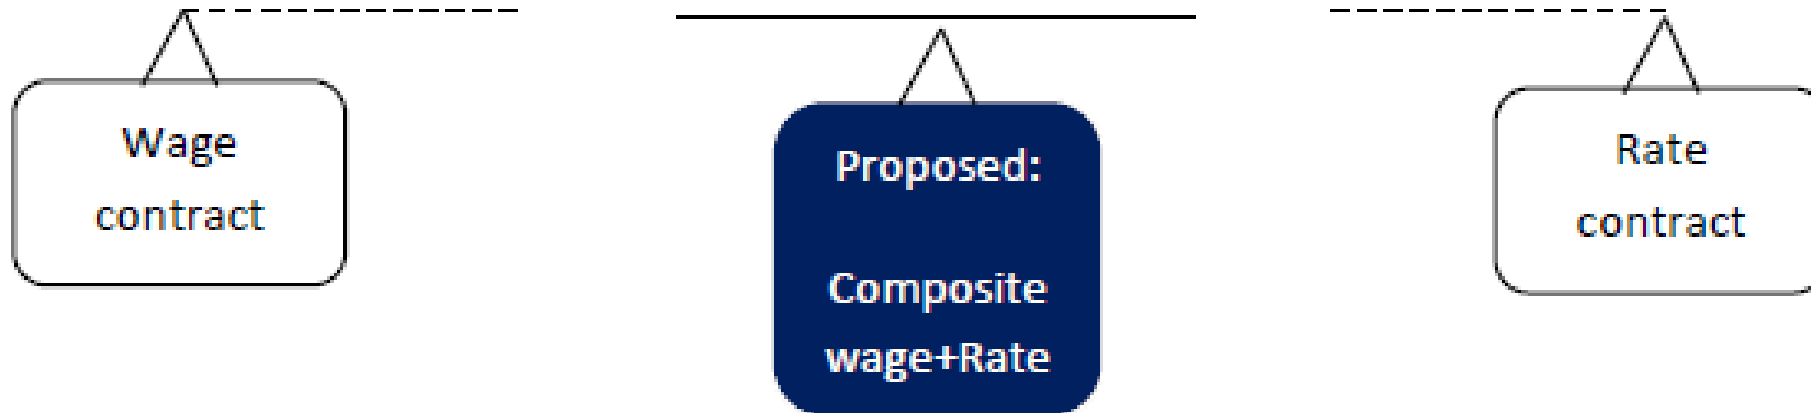 Wage
contract
Proposed:
Composite
wage+Rate
Rate
contract